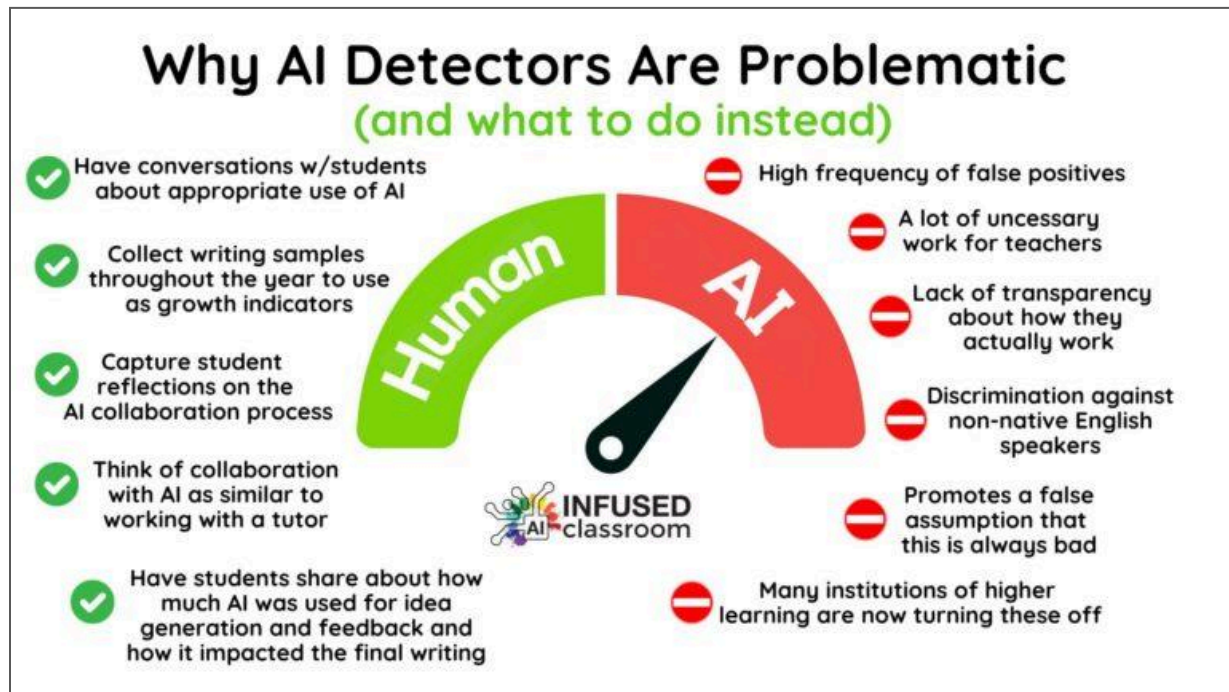 Why AI Detectors Are Problematic
(and what to do instead)
Have conversations w/students
about appropriate use of AI
Collect writing samples
throughout the year to use
as growth indicators
Capture student
reflections on the
AI collaboration process
Think of collaboration
with AI as similar to
working with a tutor
Have students share about how
much AI was used for idea
generation and feedback and
how it impacted the final writing
Human
AI
High frequency of false positives
A lot of uncessary
work for teachers
Lack of transparency
about how they
actually work
Discrimination against
non-native English
speakers
Promotes a false
assumption that
this is always bad
Many institutions of higher
learning are now turning these off
AI
INFUSED
classroom